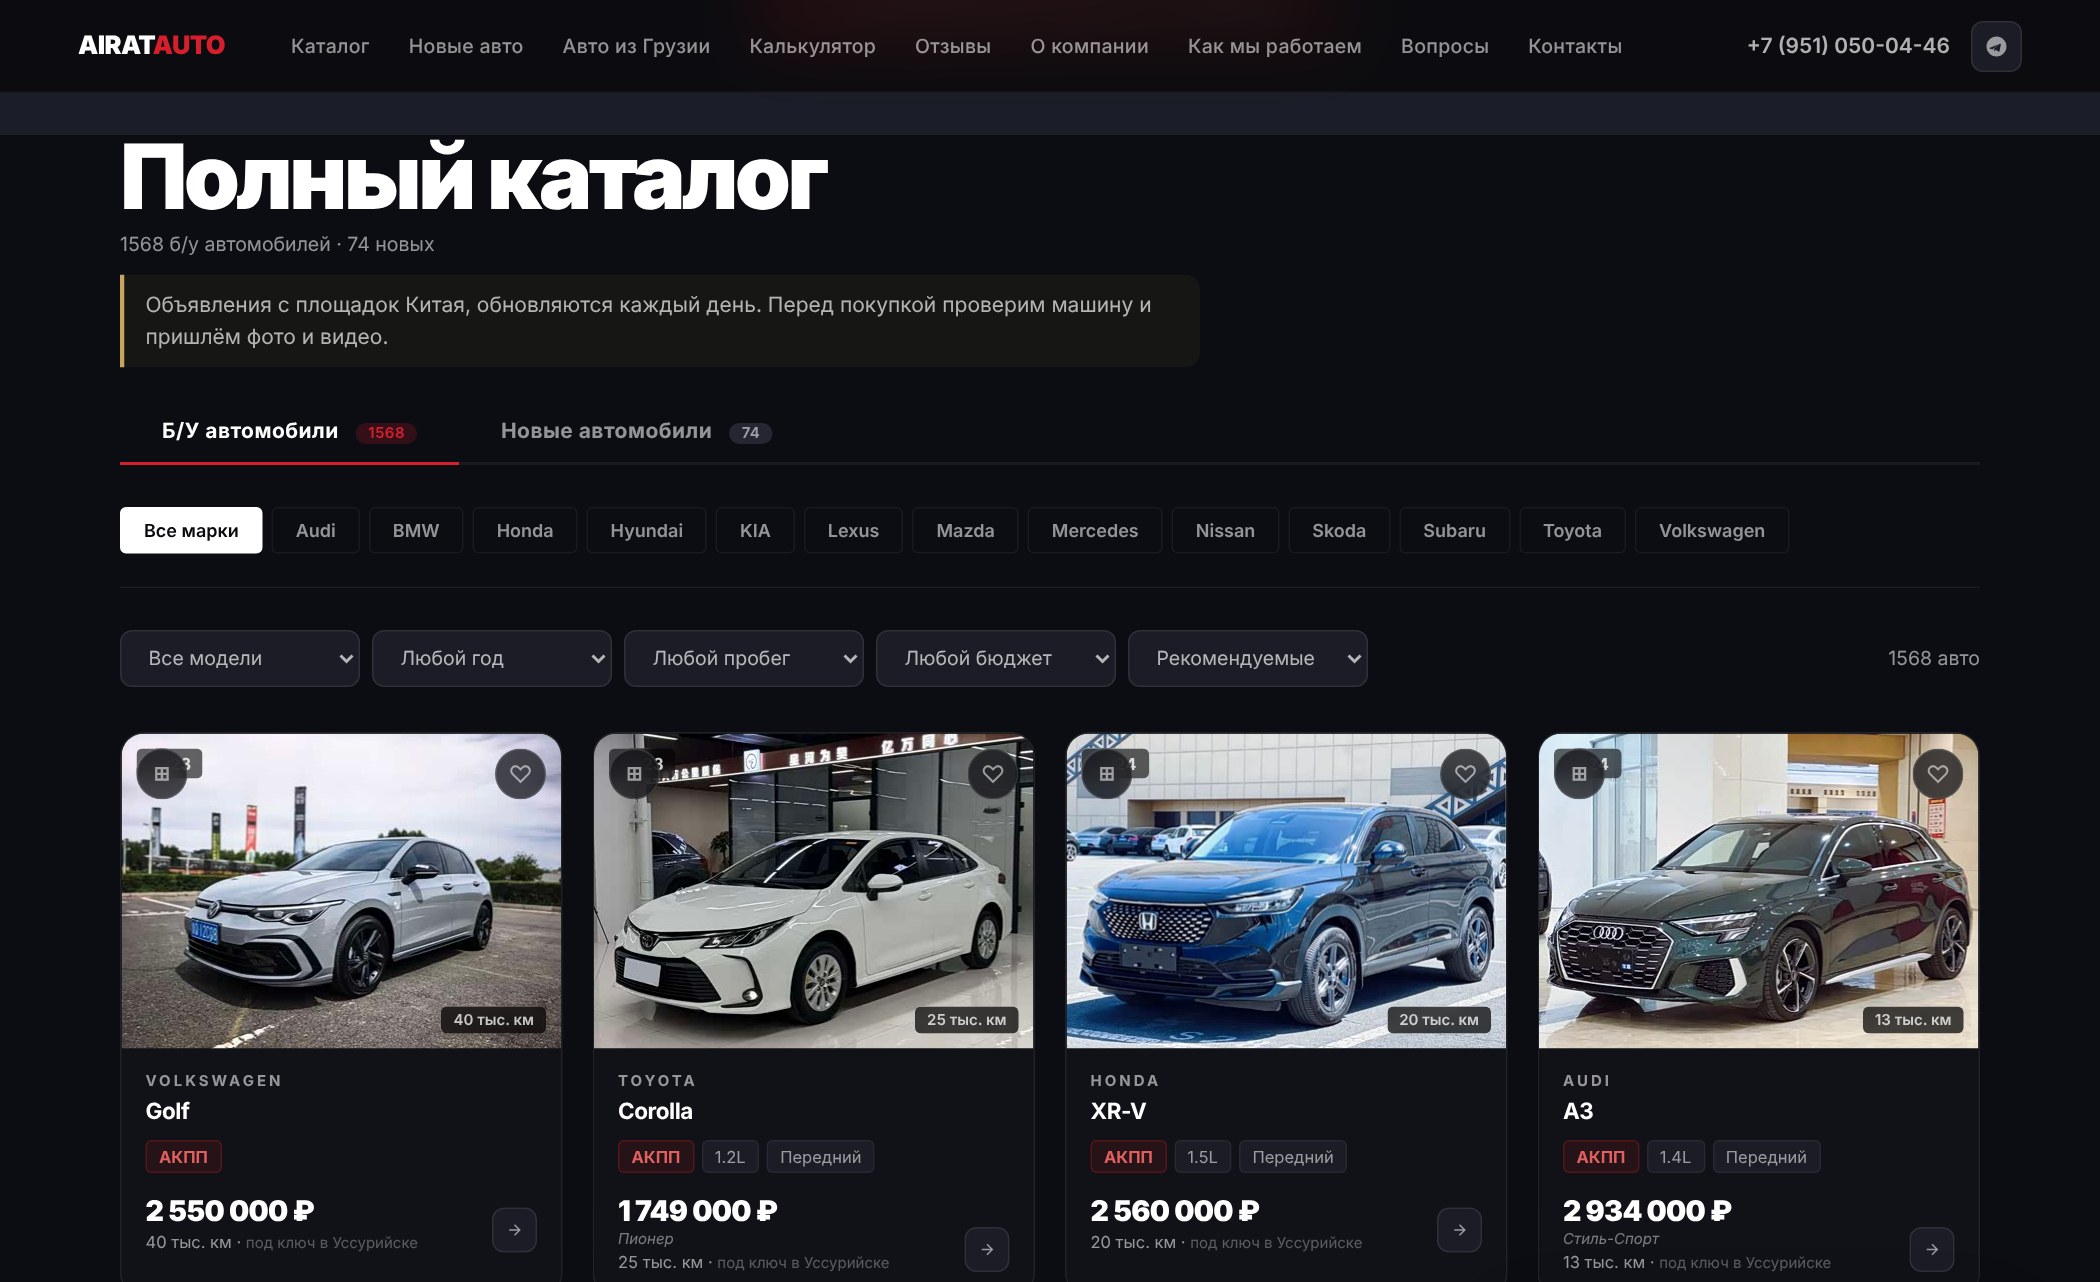 AIRATAUTO
Каталог
Новые авто
Авто из Грузии
Калькулятор
Отзывы
О компании
Как мы работаем
Вопросы
Контакты
+7 (951) 050-04-46
Полный каталог
1568 б/у автомобилей · 74 новых
Объявления с площадок Китая, обновляются каждый день. Перед покупкой проверим машину и
пришлём фото и видео.
Б/У автомобили 1568
Новые автомобили 74
Все марки
Audi
BMW
Honda
Hyundai
KIA
Lexus
Mazda
Mercedes
Nissan
Skoda
Subaru
Toyota
Volkswagen
Все модели
Любой год
Любой пробег
Любой бюджет
Рекомендуемые
1568 авто
40 тыс. км
VOLKSWAGEN
Golf
АКПП
2 550 000 ₽
40 тыс. км · под ключ в Уссурийске
25 тыс. км
TOYOTA
Corolla
АКПП
1.2L
Передний
1 749 000 ₽
Пионер
25 тыс. км · под ключ в Уссурийске
20 тыс. км
HONDA
XR-V
АКПП
1.5L
Передний
2 560 000 ₽
20 тыс. км · под ключ в Уссурийске
13 тыс. км
AUDI
A3
АКПП
1.4L
Передний
2 934 000 ₽
Стиль-Спорт
13 тыс. км · под ключ в Уссурийске